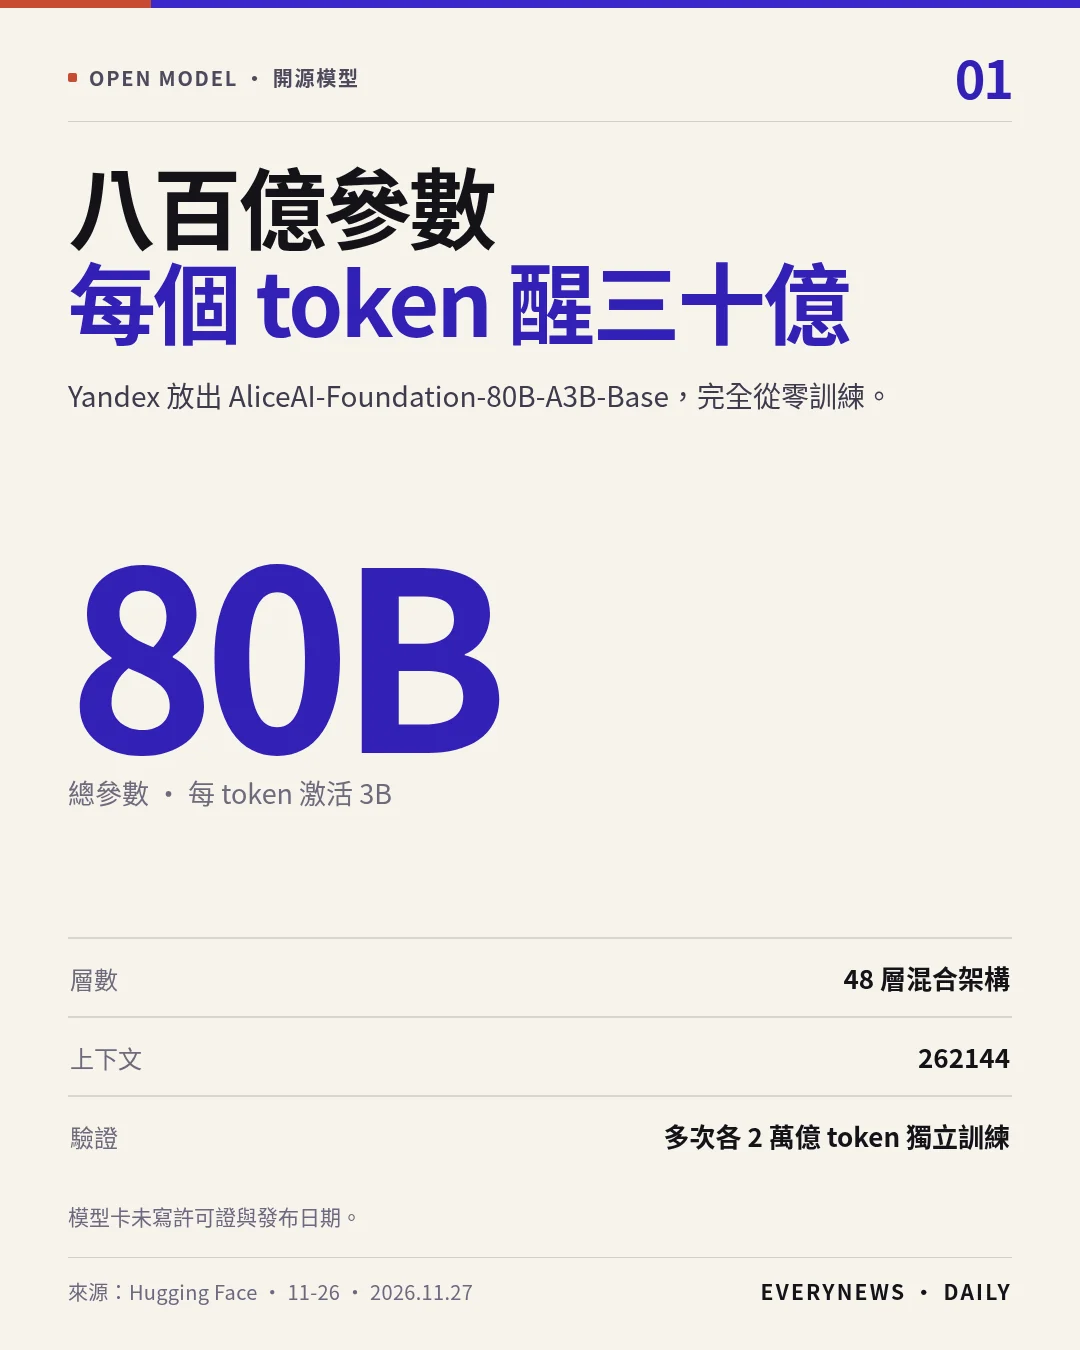 OPEN MODEL • 開源模型
01
八百億參數
每個 token 醒三十億
Yandex 放出 AliceAI-Foundation-80B-A3B-Base，完全從零訓練。
80B
總參數 • 每 token 激活 3B
層數
48 層混合架構
上下文
262144
驗證
多次各 2 萬億 token 獨立訓練
模型卡未寫許可證與發布日期。
來源：Hugging Face • 11-26 • 2026.11.27
EVERYNEWS • DAILY